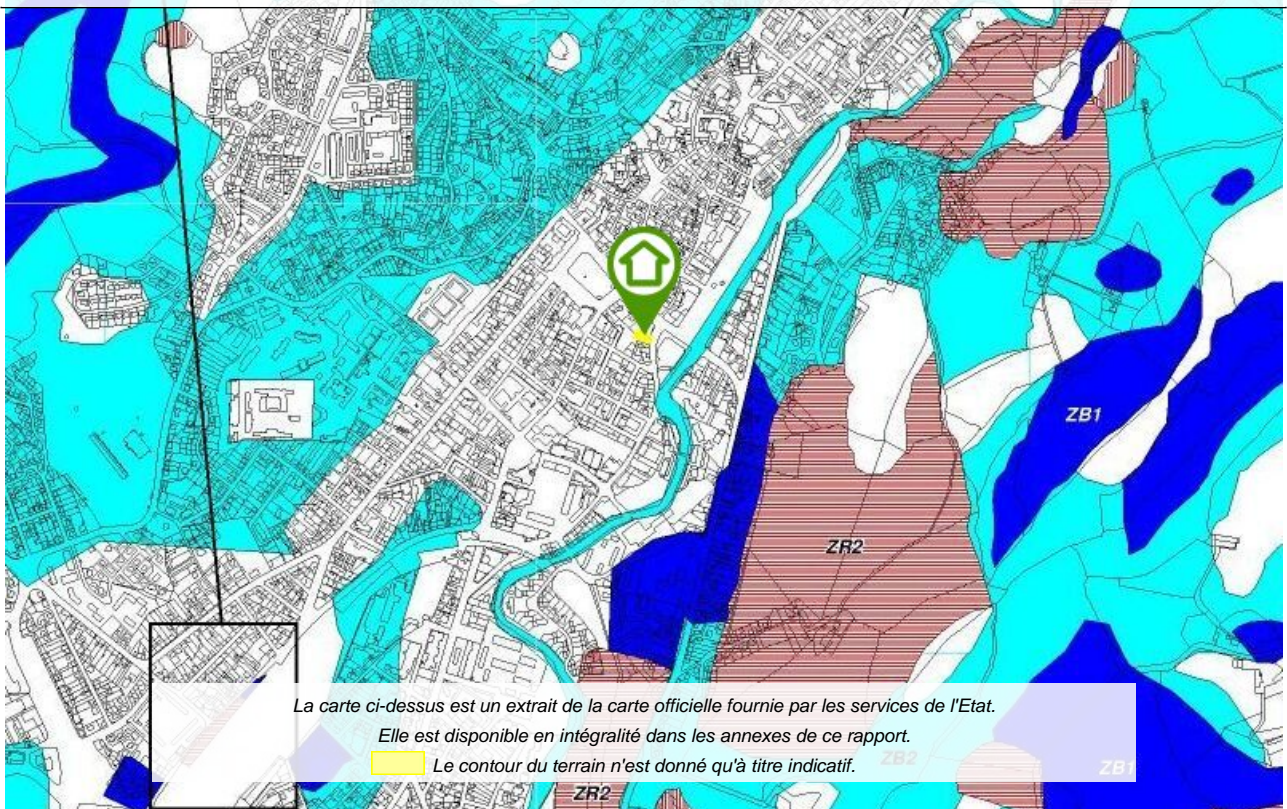 ZB1
ZR2
La carte ci-dessus est un extrait de la carte officielle fournie par les services de l'Etat.
Elle est disponible en intégralité dans les annexes de ce rapport.
Le contour du terrain n'est donné qu'à titre indicatif.
ZB2
ZB1
ZR2